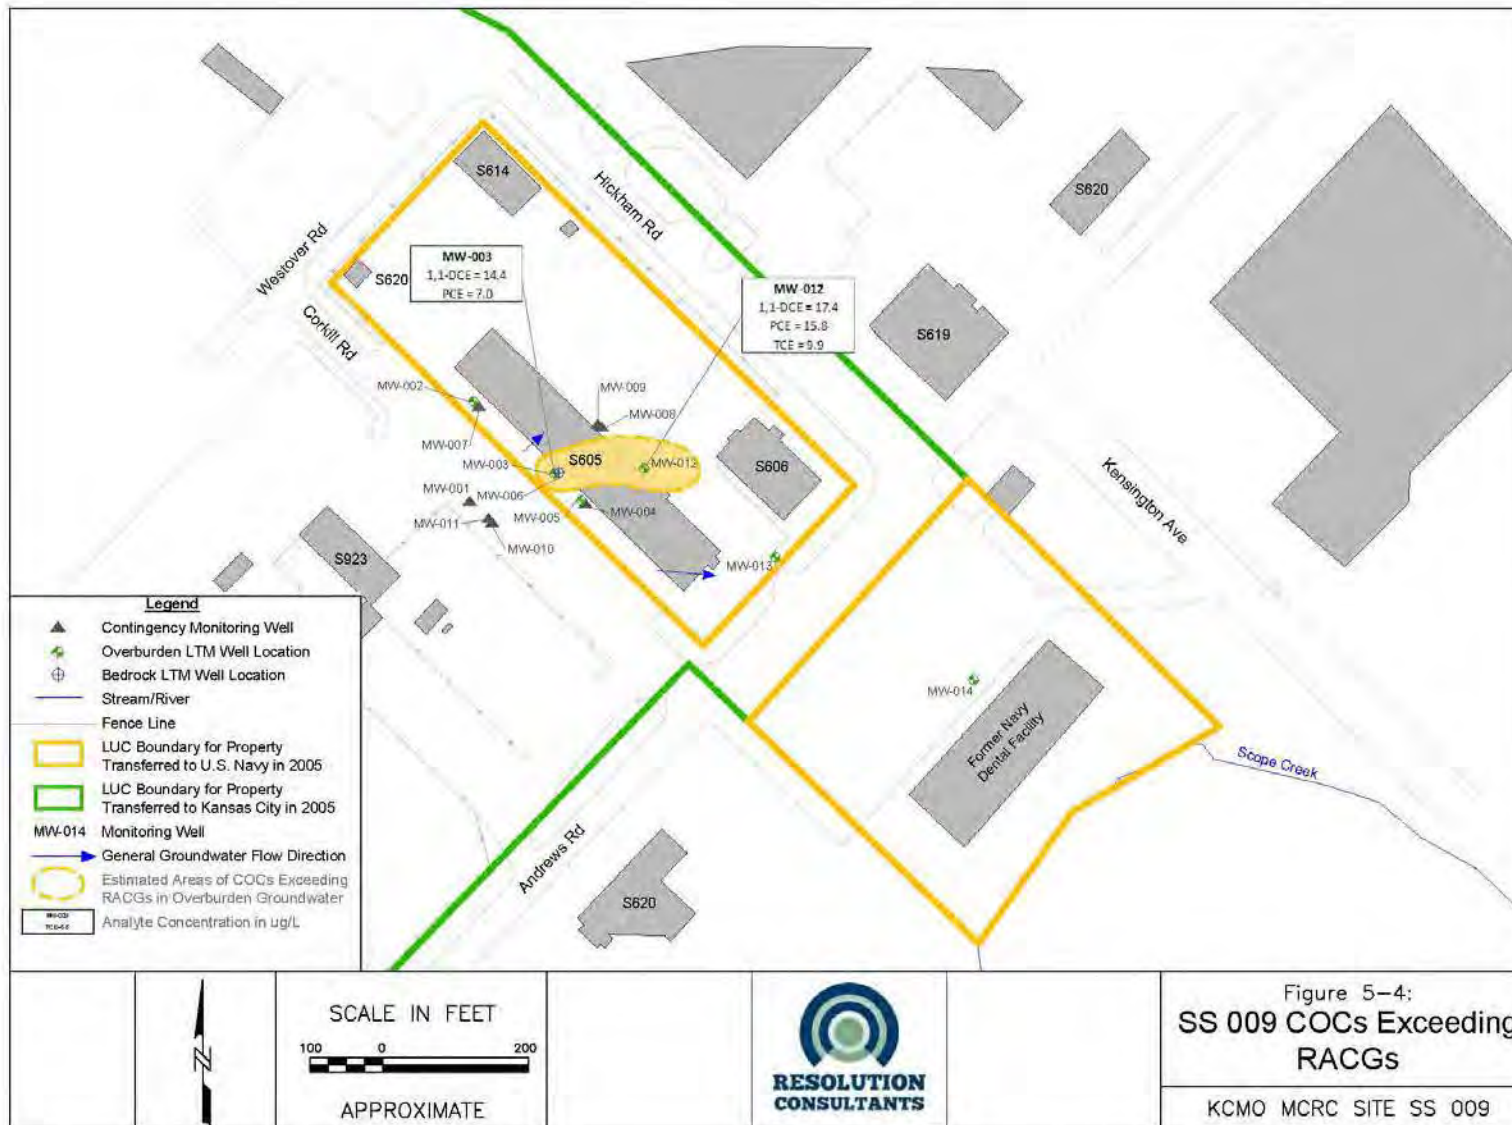 S614
Hickham Rd
S620
Westover Rd
S620
MW-003
1,1-DCE = 14.4
PCE = 7.0
MW-012
1,1-DCE = 17.4
PCE = 15.8
TCE = 9.9
Corkill Rd
S619
MW-002
MW-009
MW-008
MW-007
MW-003
S605
MW-012
S606
Kensington Ave
MW-001
MW-006
MW-005
MW-004
MW-011
MW-010
S923
MW-013
MW-014
Former Navy
Dental Facility
Scope Creek
Andrews Rd
S620
Legend
Contingency Monitoring Well
Overburden LTM Well Location
Bedrock LTM Well Location
Stream/River
Fence Line
LUC Boundary for Property
Transferred to U.S. Navy in 2005
LUC Boundary for Property
Transferred to Kansas City in 2005
MW-014 Monitoring Well
General Groundwater Flow Direction
Estimated Areas of COCs Exceeding
RACGs in Overburden Groundwater
Analyte Concentration in ug/L
N
SCALE IN FEET
100 0 200
APPROXIMATE
RESOLUTION
CONSULTANTS
Figure 5-4:
SS 009 COCs Exceeding
RACGs
KCMO MCRC SITE SS 009